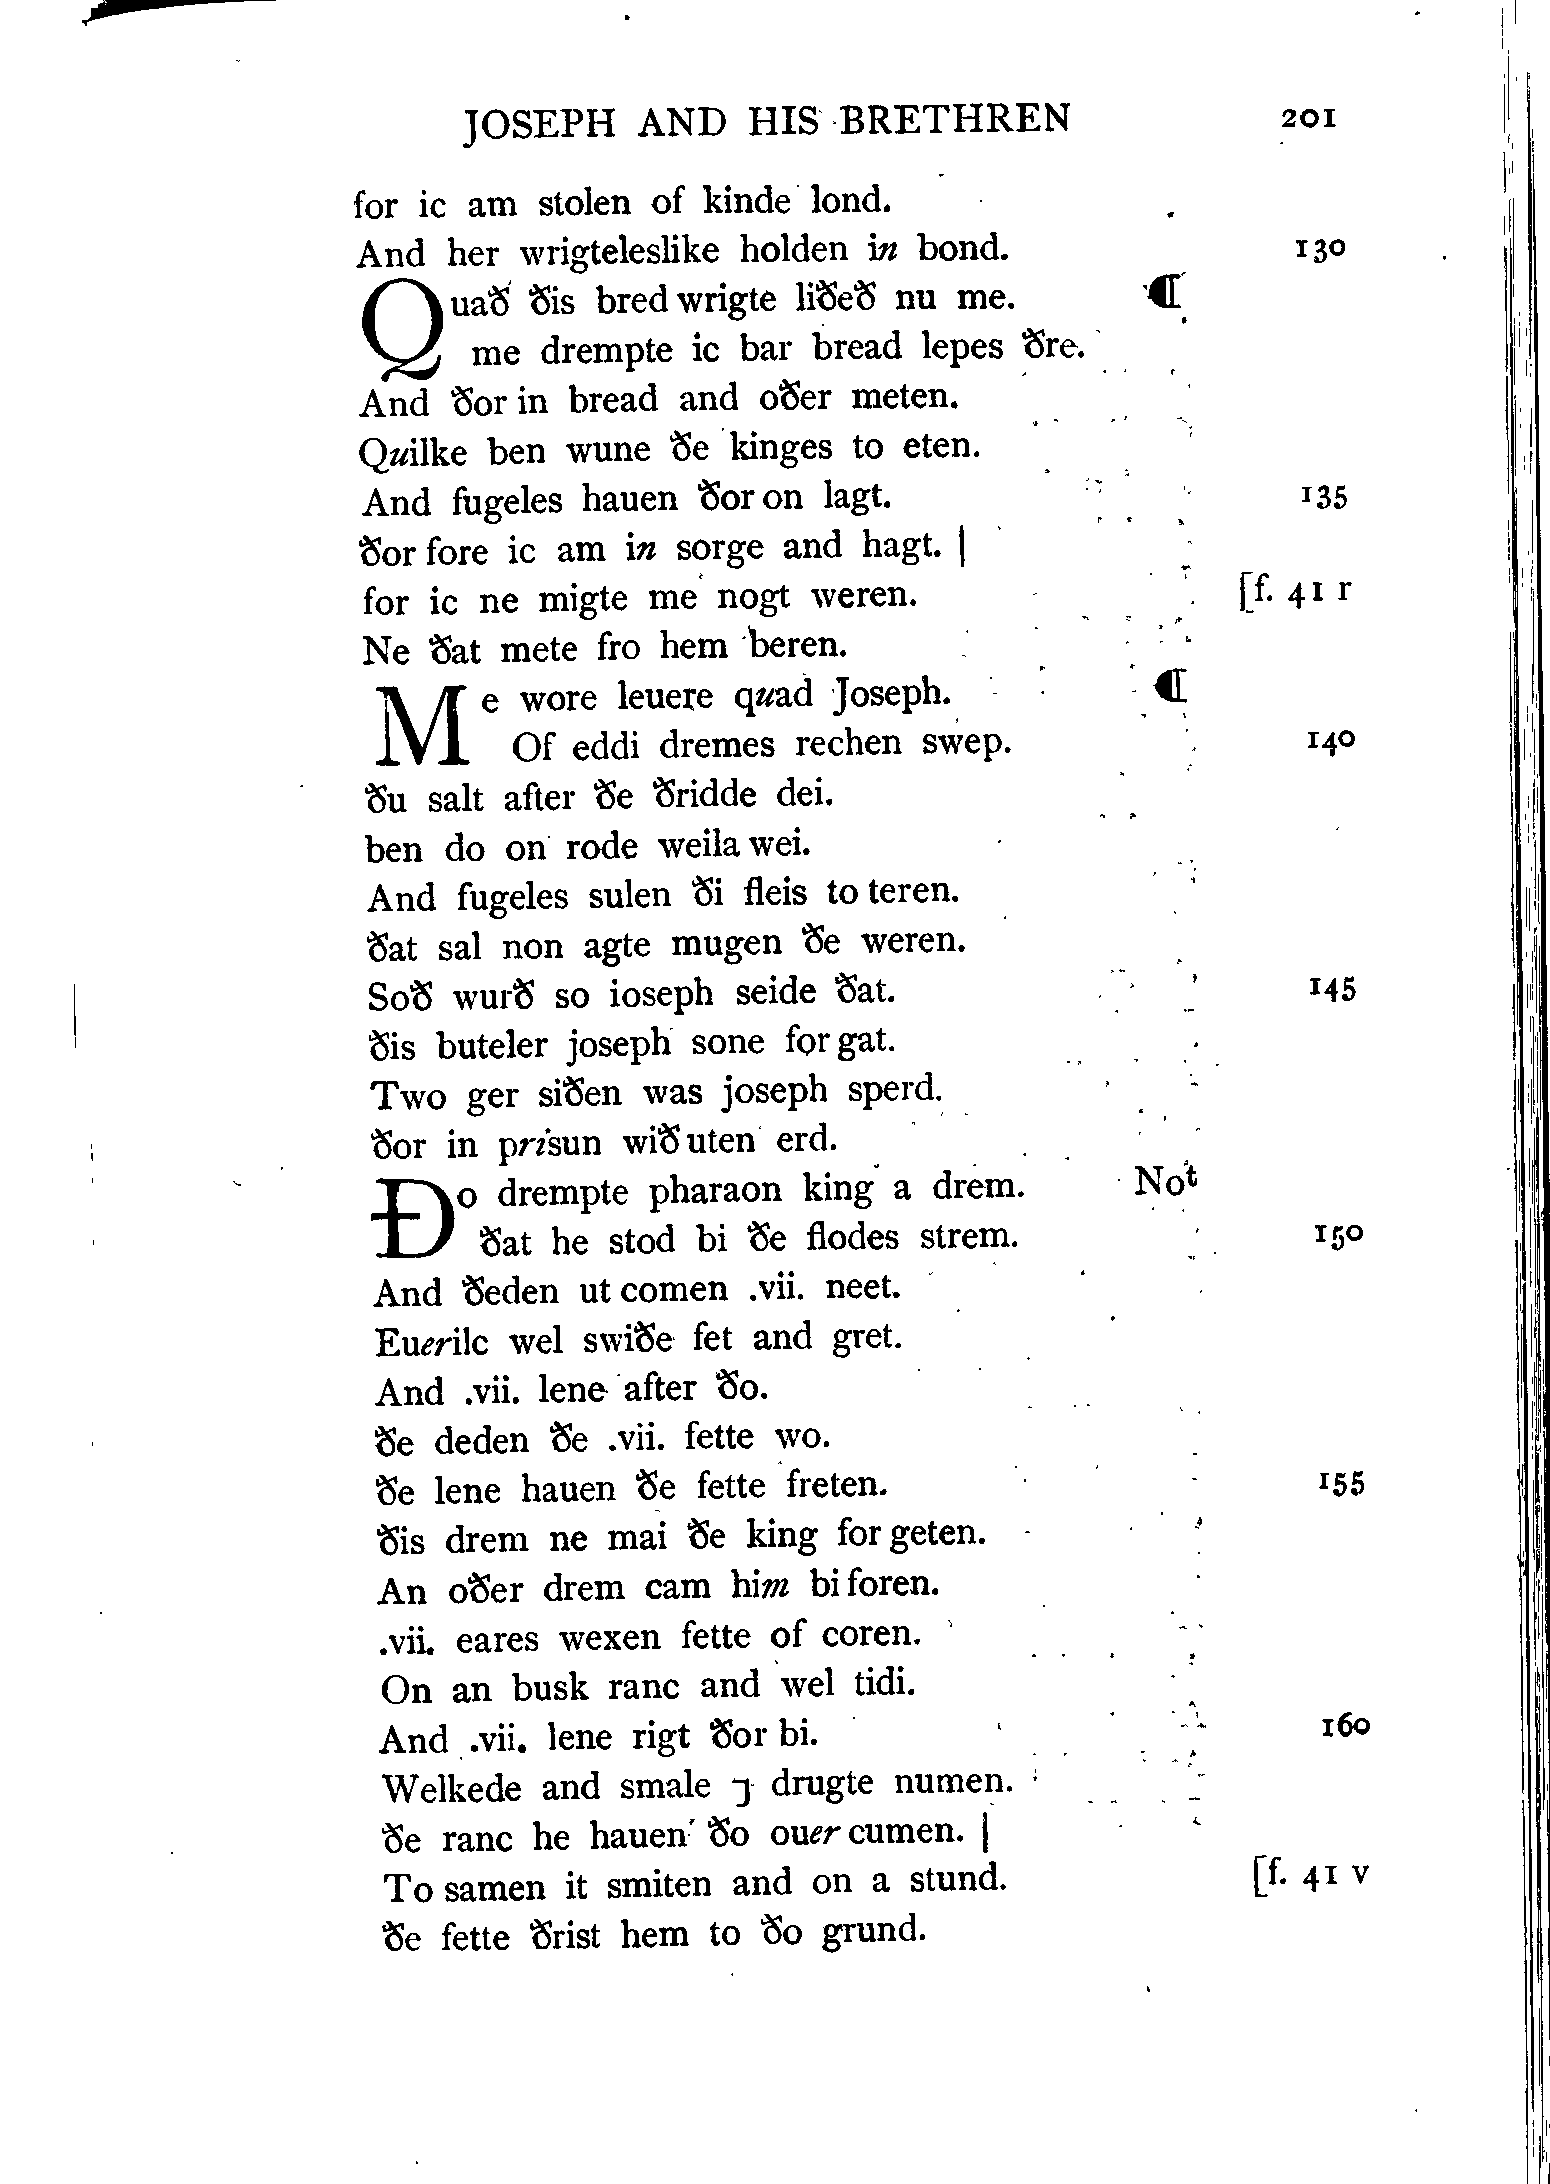 JOSEPH AND HIS BRETHREN 201
for ic am stolen of kinde lond.
And her wrigteleslike holden in bond. 130
Quað ðis bred wrigte liðeð nu me. ¶
me drempte ic bar bread lepes ðre.
And ðor in bread and oðer meten.
Quilke ben wune ðe kinges to eten.
And fugeles hauen ðor on lagt. 135
ðor fore ic am in sorge and hagt. |
for ic ne migte me nogt weren. [f. 41 r
Ne ðat mete fro hem beren.
Me wore leuere quad Joseph. ¶
Of eddi dremes rechen swep. 140
ðu salt after ðe ðridde dei.
ben do on rode weila wei.
And fugeles sulen ði fleis to teren.
ðat sal non agte mugen ðe weren.
Soð wurð so ioseph seide ðat. 145
ðis buteler joseph sone for gat.
Two ger siðen was joseph sperd.
ðor in prisun wið uten erd.
Ðo drempte pharaon king a drem. Noᵗ
ðat he stod bi ðe flodes strem. 150
And ðeden ut comen .vii. neet.
Euerilc wel swiðe fet and gret.
And .vii. lene after ðo.
ðe deden ðe .vii. fette wo.
ðe lene hauen ðe fette freten. 155
ðis drem ne mai ðe king for geten.
An oðer drem cam him bi foren.
.vii. eares wexen fette of coren.
On an busk ranc and wel tidi.
And .vii. lene rigt ðor bi. 160
Welkede and smale ⁊ drugte numen.
ðe ranc he hauen ðo ouer cumen. |
To samen it smiten and on a stund. [f. 41 v
ðe fette ðrist hem to ðo grund.